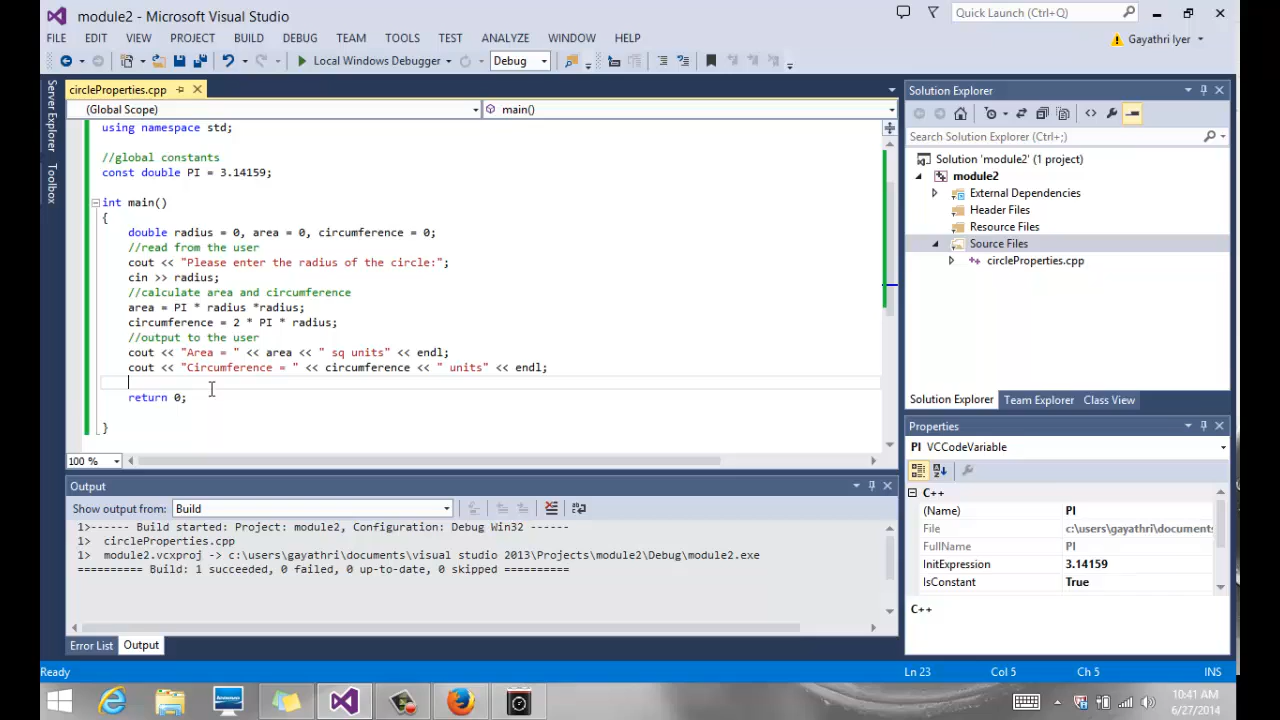 module2 - Microsoft Visual Studio
Quick Launch (Ctrl+Q)
FILE EDIT VIEW PROJECT BUILD DEBUG TEAM TOOLS TEST ANALYZE WINDOW HELP
Gayathri Iyer
Local Windows Debugger
Debug
Server Explorer
Toolbox
circleProperties.cpp
(Global Scope)
main()
using namespace std;
//global constants
const double PI = 3.14159;
int main()
{
double radius = 0, area = 0, circumference = 0;
//read from the user
cout << "Please enter the radius of the circle:";
cin >> radius;
//calculate area and circumference
area = PI * radius *radius;
circumference = 2 * PI * radius;
//output to the user
cout << "Area = " << area << " sq units" << endl;
cout << "Circumference = " << circumference << " units" << endl;
return 0;
}
100 %
Output
Show output from: Build
1>------ Build started: Project: module2, Configuration: Debug Win32 ------
1> circleProperties.cpp
1> module2.vcxproj -> c:\users\gayathri\documents\visual studio 2013\Projects\module2\Debug\module2.exe
========== Build: 1 succeeded, 0 failed, 0 up-to-date, 0 skipped ==========
Error List Output
Solution Explorer
Search Solution Explorer (Ctrl+;)
Solution 'module2' (1 project)
module2
External Dependencies
Header Files
Resource Files
Source Files
circleProperties.cpp
Solution Explorer Team Explorer Class View
Properties
PI VCCodeVariable
C++
(Name) PI
File c:\users\gayathri\documents
FullName PI
InitExpression 3.14159
IsConstant True
C++
Ready
Ln 23 Col 5 Ch 5 INS
10:41 AM
6/27/2014